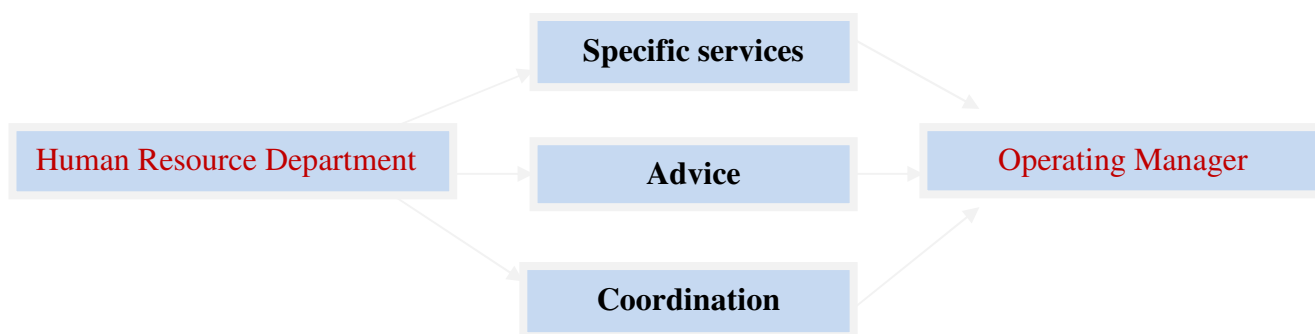 Specific services
Human Resource Department
Advice
Operating Manager
Coordination